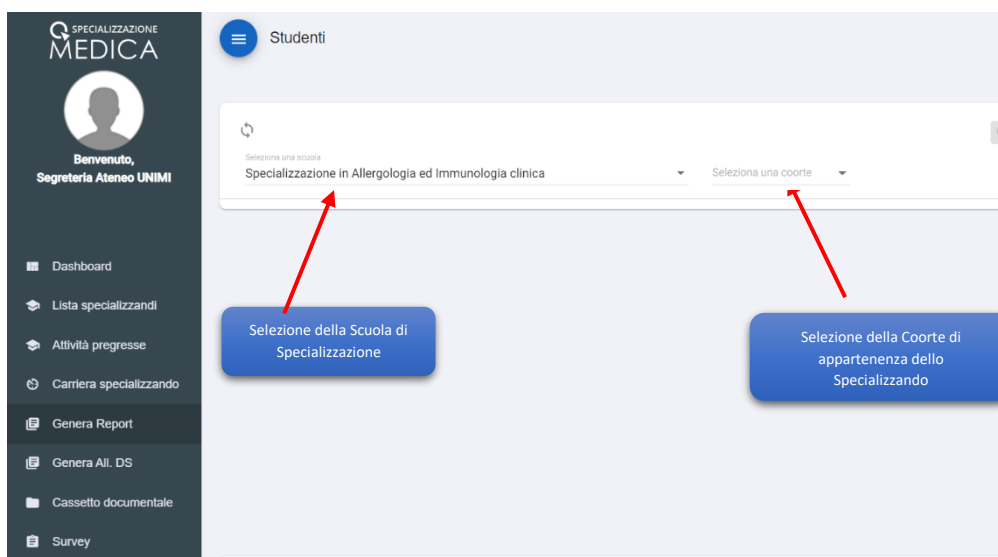 SPECIALIZZAZIONE
MEDICA
Benvenuto,
Segreteria Ateneo UNIMI
Dashboard
Lista specializzandi
Attività pregresse
Carriera specializzando
Genera Report
Genera All. DS
Cassetto documentale
Survey
Studenti
Seleziona una scuola
Specializzazione in Allergologia ed Immunologia clinica
Seleziona una coorte
Selezione della Scuola di
Specializzazione
Selezione della Coorte di
appartenenza dello
Specializzando